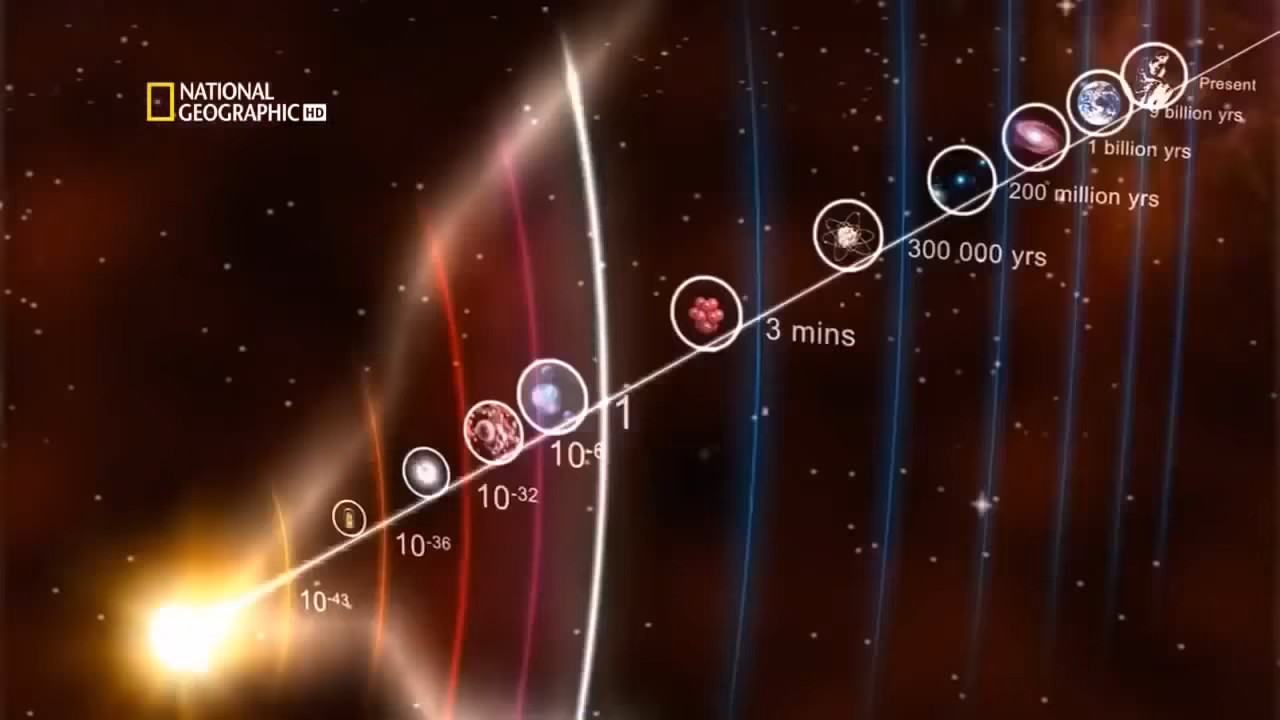 NATIONAL
GEOGRAPHIC HD
Present
9 billion yrs
1 billion yrs
200 million yrs
300 000 yrs
3 mins
1
10-6
10-32
10-36
10-43